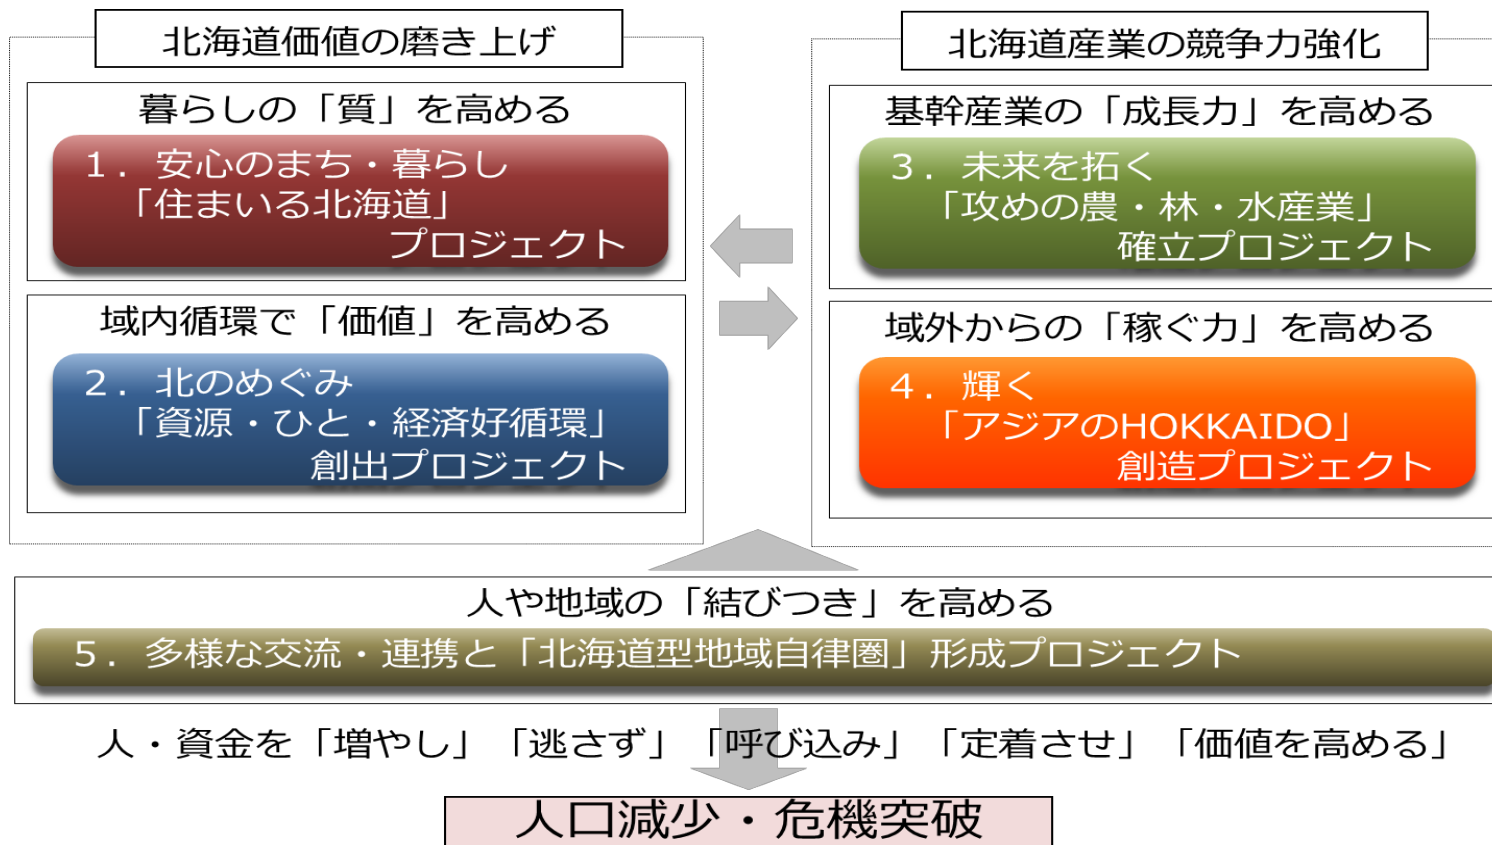 北海道価値の磨き上げ
暮らしの「質」を高める
１．安心のまち・暮らし
「住まいる北海道」
プロジェクト
域内循環で「価値」を高める
２．北のめぐみ
「資源・ひと・経済好循環」
創出プロジェクト
北海道産業の競争力強化
基幹産業の「成長力」を高める
３．未来を拓く
「攻めの農・林・水産業」
確立プロジェクト
域外からの「稼ぐ力」を高める
４．輝く
「アジアのHOKKAIDO」
創造プロジェクト
人や地域の「結びつき」を高める
５．多様な交流・連携と「北海道型地域自律圏」形成プロジェクト
人・資金を「増やし」「逃さず」「呼び込み」「定着させ」「価値を高める」
人口減少・危機突破